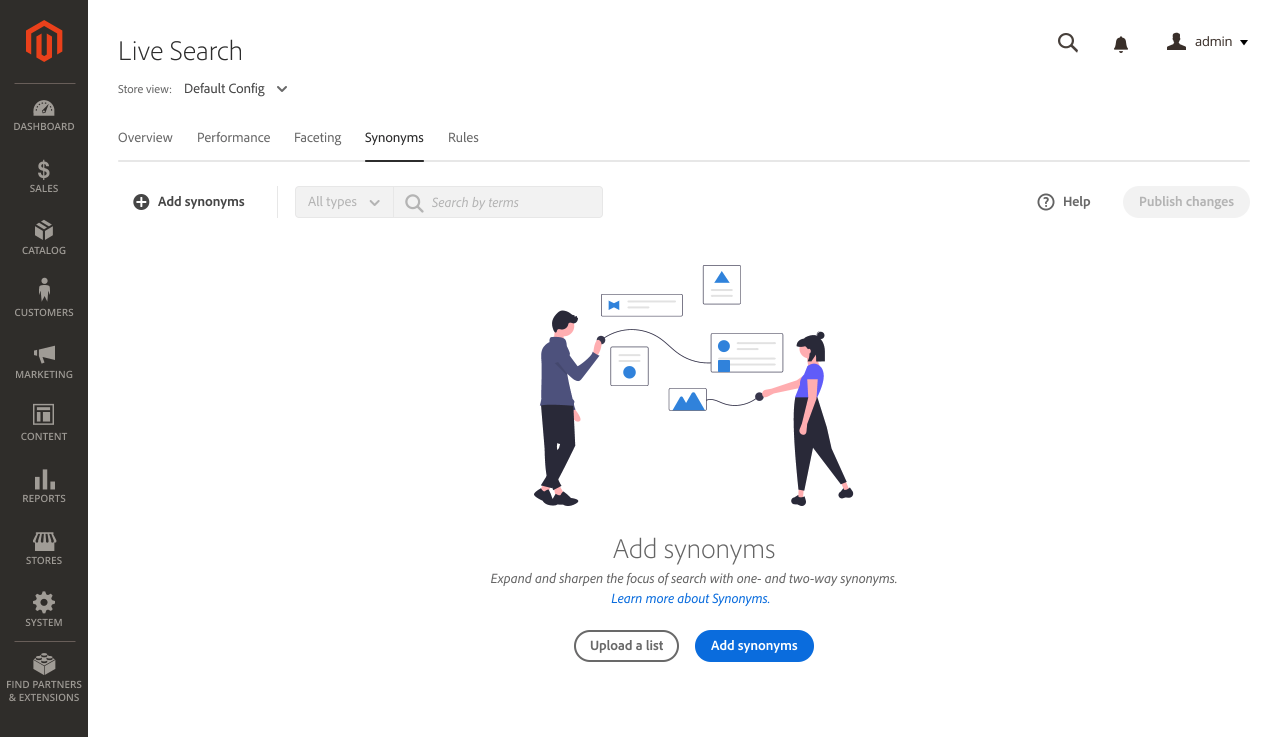 Live Search
admin
Store view: Default Config
DASHBOARD
SALES
CATALOG
CUSTOMERS
MARKETING
CONTENT
REPORTS
STORES
SYSTEM
FIND PARTNERS
& EXTENSIONS
Overview Performance Faceting Synonyms Rules
Add synonyms All types Search by terms Help Publish changes
Add synonyms
Expand and sharpen the focus of search with one- and two-way synonyms.
Learn more about Synonyms.
Upload a list Add synonyms